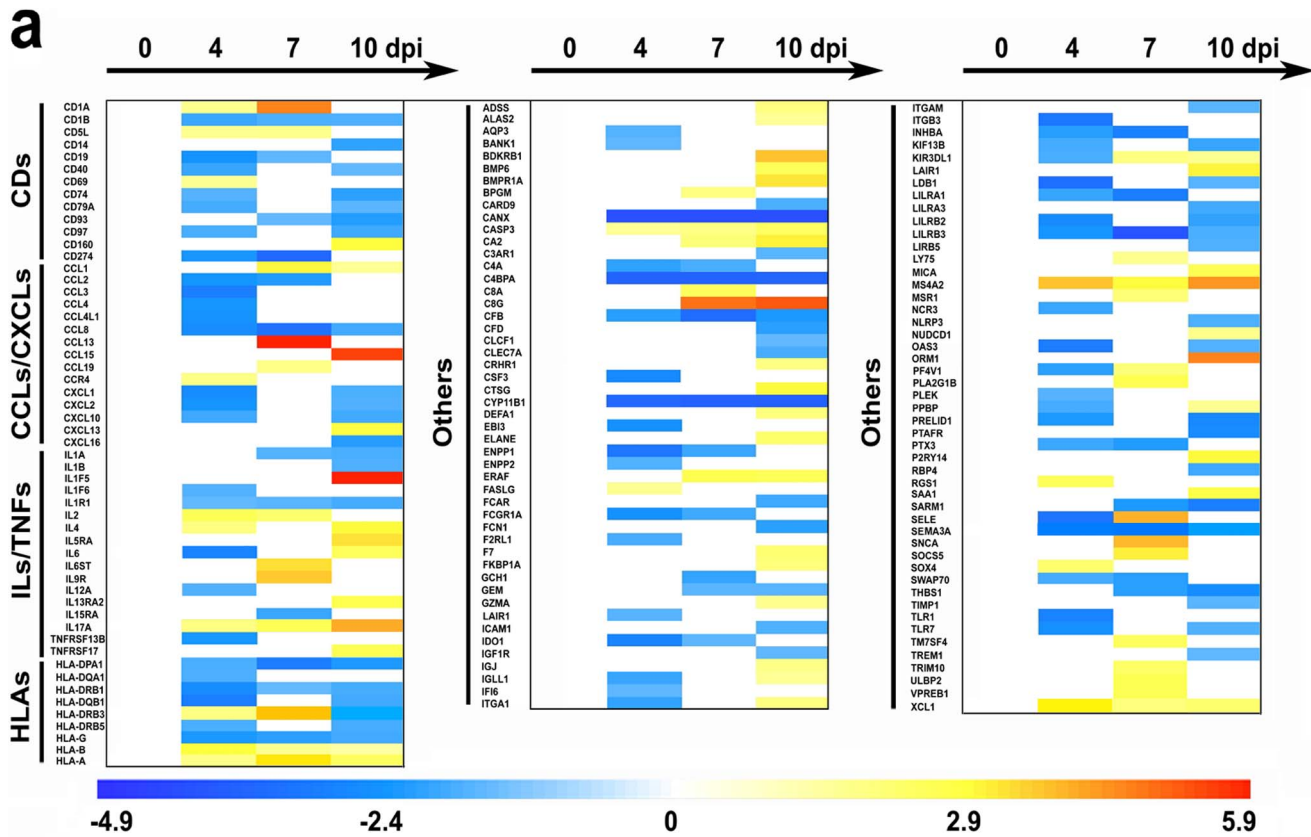 a
0 4 7 10 dpi
0 4 7 10 dpi
0 4 7 10 dpi
CDs
CD1A
CD1B
CD5L
CD14
CD19
CD40
CD69
CD74
CD79A
CD93
CD97
CD160
CD274
CCLs/CXCLs
CCL1
CCL2
CCL3
CCL4
CCL4L1
CCL8
CCL13
CCL15
CCL19
CCR4
CXCL1
CXCL2
CXCL10
CXCL13
CXCL16
ILs/TNFs
IL1A
IL1B
IL1F5
IL1F6
IL1R1
IL2
IL4
IL5RA
IL6
IL6ST
IL9R
IL12A
IL13RA2
IL15RA
IL17A
TNFRSF13B
TNFRSF17
HLAs
HLA-DPA1
HLA-DQA1
HLA-DRB1
HLA-DQB1
HLA-DRB3
HLA-DRB5
HLA-G
HLA-B
HLA-A
Others
ADSS
ALAS2
AQP3
BANK1
BDKRB1
BMP6
BMPR1A
BPGM
CARD9
CANX
CASP3
CA2
C3AR1
C4A
C4BPA
C8A
C8G
CFB
CFD
CLCF1
CLEC7A
CRHR1
CSF3
CTSG
CYP11B1
DEFA1
EBI3
ELANE
ENPP1
ENPP2
ERAF
FASLG
FCAR
FCGR1A
FCN1
F2RL1
F7
FKBP1A
GCH1
GEM
GZMA
LAIR1
ICAM1
IDO1
IGF1R
IGJ
IGLL1
IFI6
ITGA1
Others
ITGAM
ITGB3
INHBA
KIF13B
KIR3DL1
LAIR1
LDB1
LILRA1
LILRA3
LILRB2
LILRB3
LIRB5
LY75
MICA
MS4A2
MSR1
NCR3
NLRP3
NUDCD1
OAS3
ORM1
PF4V1
PLA2G1B
PLEK
PPBP
PRELID1
PTAFR
PTX3
P2RY14
RBP4
RGS1
SAA1
SARM1
SELE
SEMA3A
SNCA
SOCS5
SOX4
SWAP70
THBS1
TIMP1
TLR1
TLR7
TM7SF4
TREM1
TRIM10
ULBP2
VPREB1
XCL1
-4.9 -2.4 0 2.9 5.9